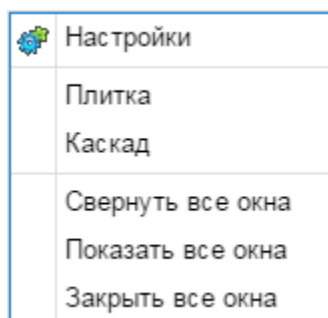 Настройки
Плитка
Каскад
Свернуть все окна
Показать все окна
Закрыть все окна